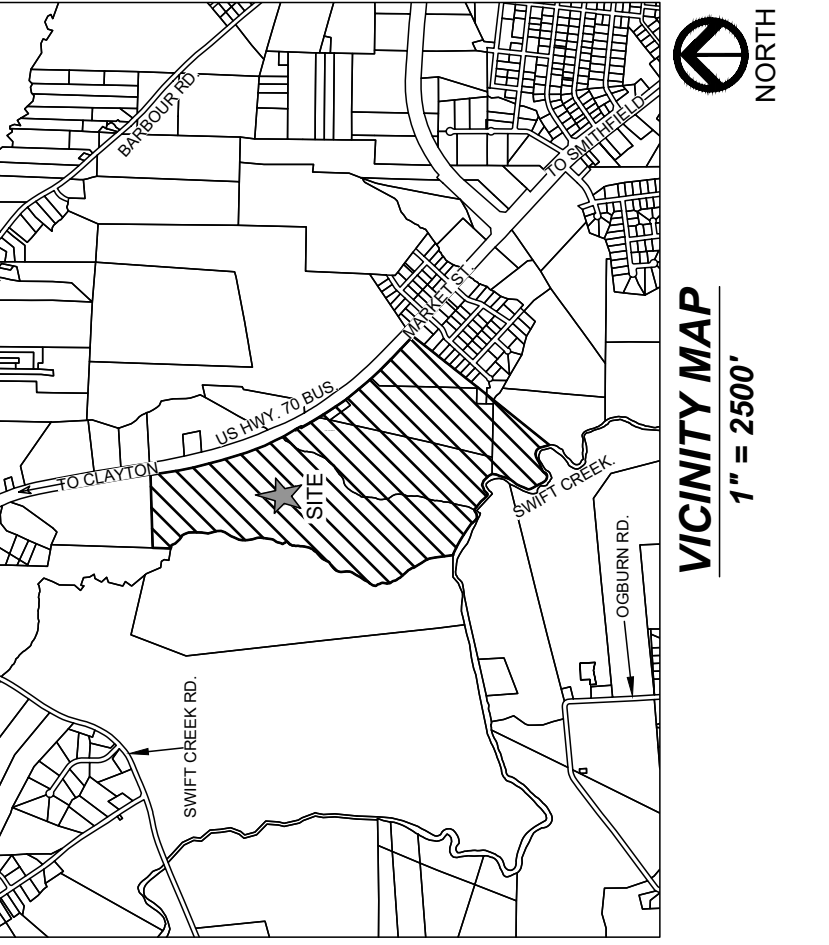 NORTH
BARBOUR RD.
TO SMITHFIELD
MARKET ST.
US HWY. 70 BUS.
TO CLAYTON
SITE
SWIFT CREEK.
OGBURN RD.
SWIFT CREEK RD.
VICINITY MAP
1" = 2500'